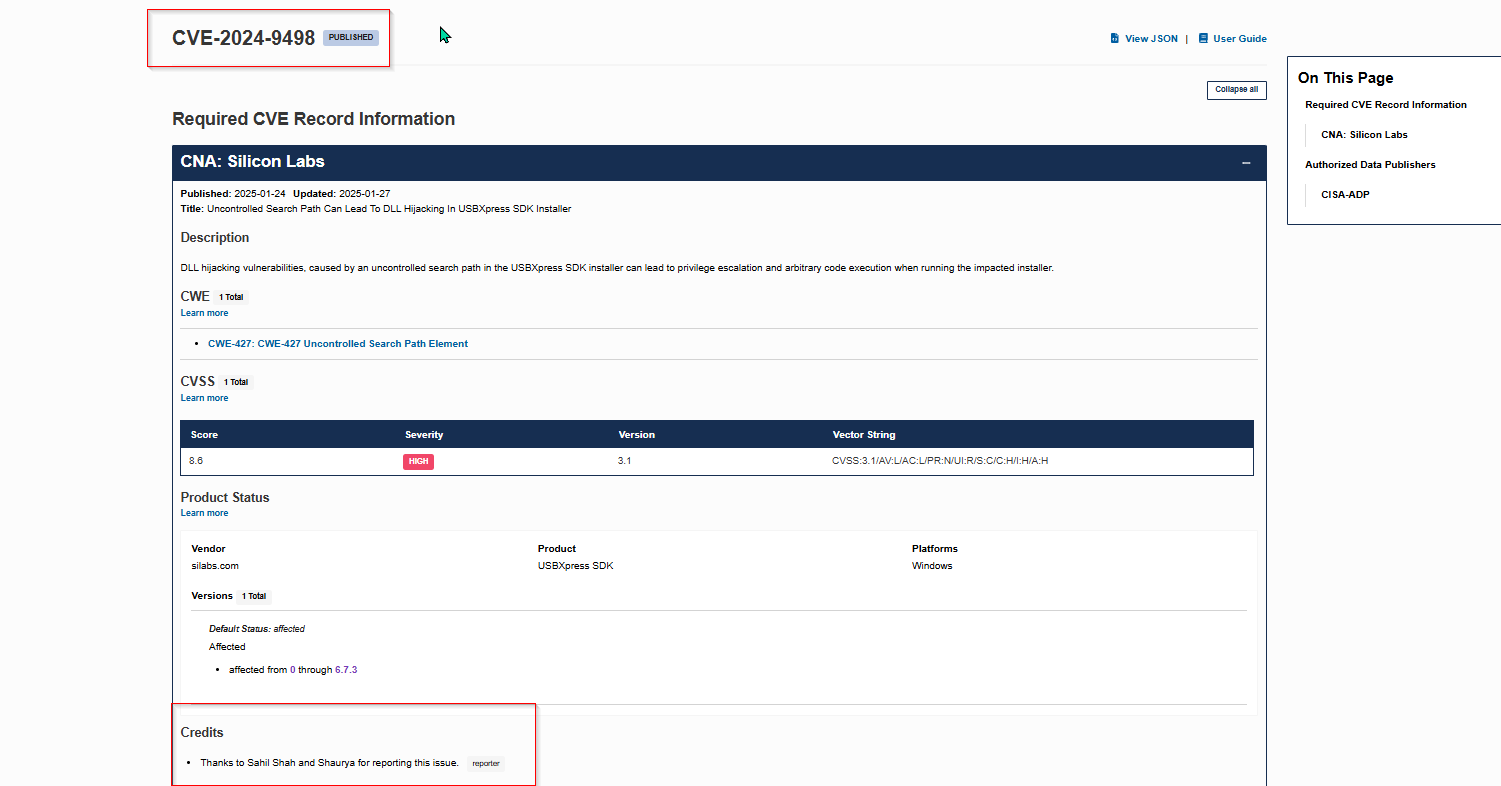 CVE-2024-9498 PUBLISHED
View JSON | User Guide
On This Page
Required CVE Record Information
CNA: Silicon Labs
Authorized Data Publishers
CISA-ADP
Collapse all
Required CVE Record Information
CNA: Silicon Labs
Published: 2025-01-24 Updated: 2025-01-27
Title: Uncontrolled Search Path Can Lead To DLL Hijacking In USBXpress SDK Installer
Description
DLL hijacking vulnerabilities, caused by an uncontrolled search path in the USBXpress SDK installer can lead to privilege escalation and arbitrary code execution when running the impacted installer.
CWE 1 Total
Learn more
• CWE-427: CWE-427 Uncontrolled Search Path Element
CVSS 1 Total
Learn more
Score Severity Version Vector String
8.6 HIGH 3.1 CVSS:3.1/AV:L/AC:L/PR:N/UI:R/S:C/C:H/I:H/A:H
Product Status
Learn more
Vendor Product Platforms
silabs.com USBXpress SDK Windows
Versions 1 Total
Default Status: affected
Affected
• affected from 0 through 6.7.3
Credits
• Thanks to Sahil Shah and Shaurya for reporting this issue. reporter